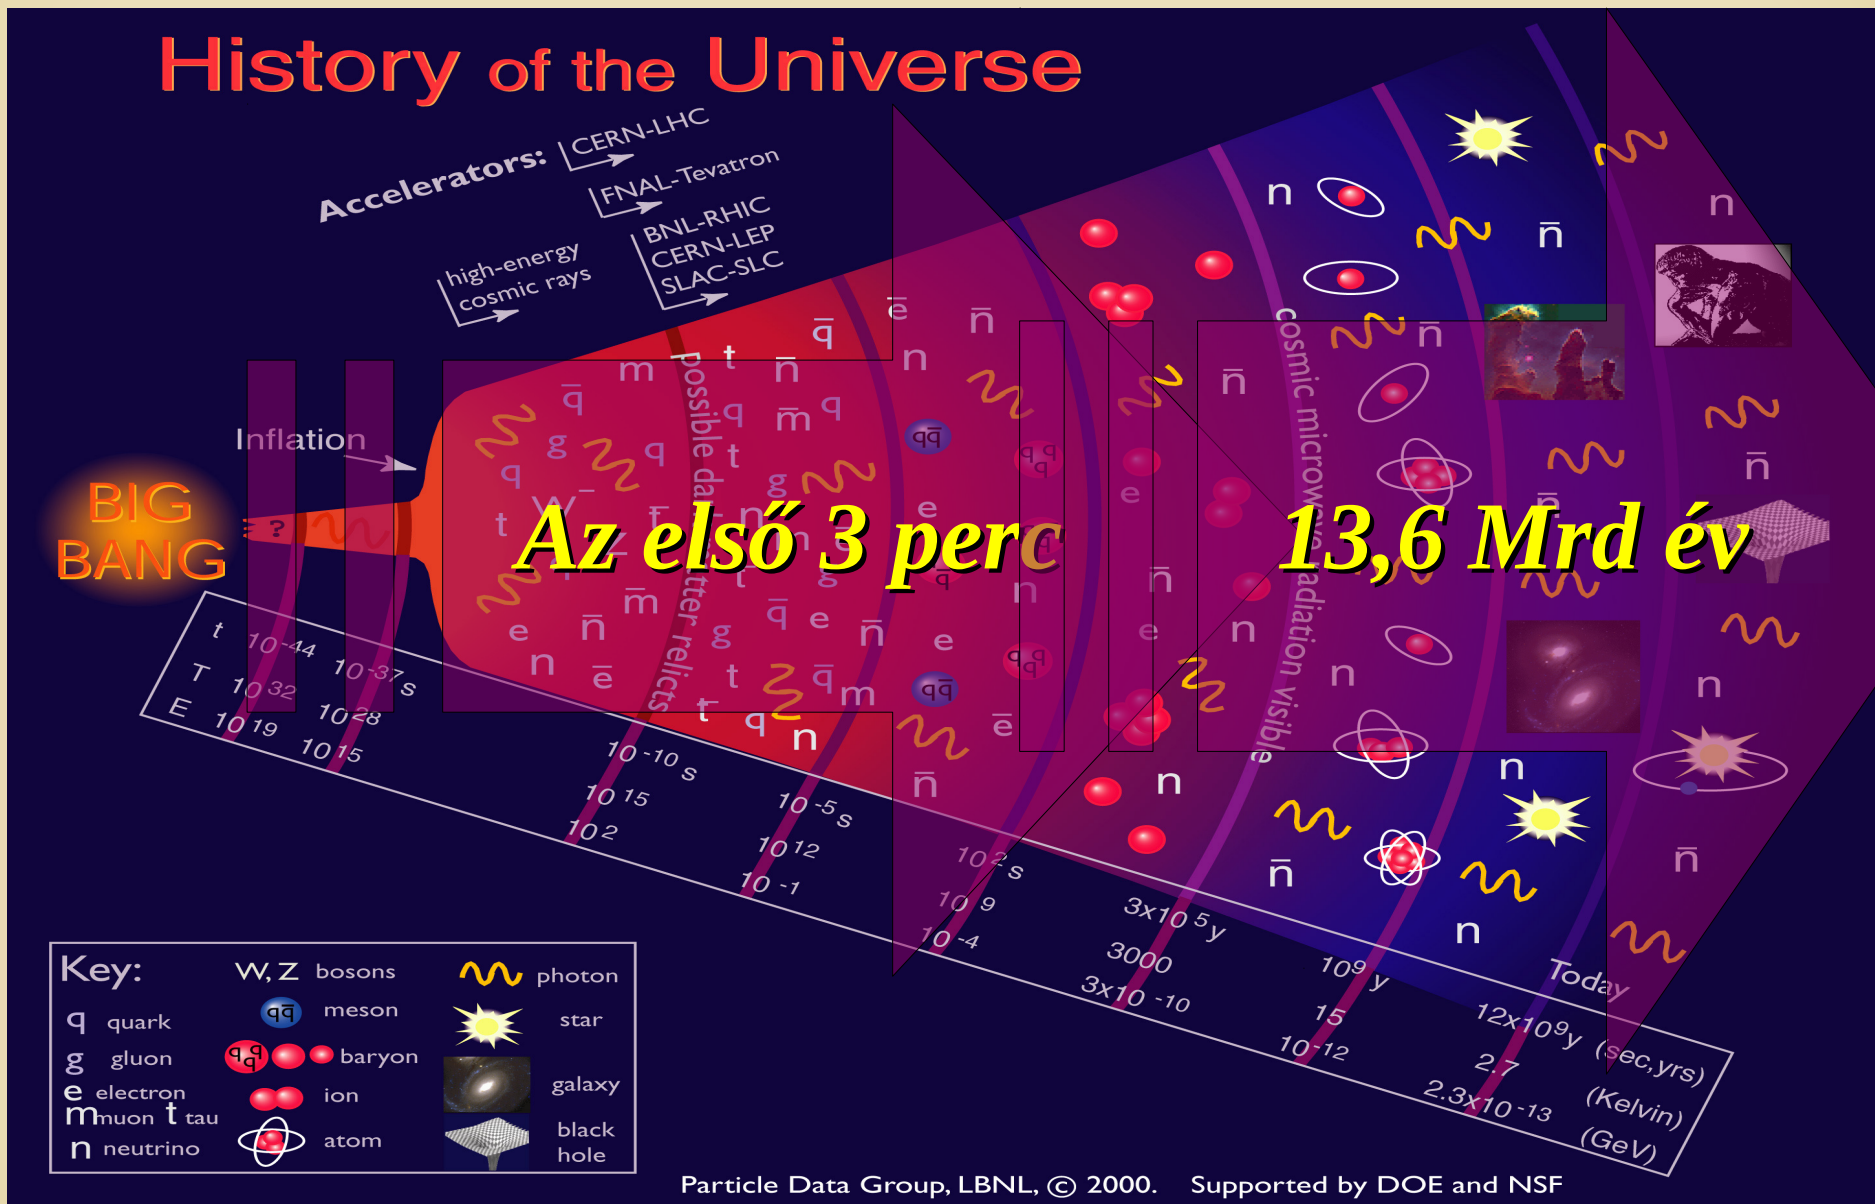 History of the Universe
Accelerators:
CERN-LHC
FNAL-Tevatron
BNL-RHIC
CERN-LEP
SLAC-SLC
high-energy
cosmic rays
Inflation
BIG
BANG
?
possible dark matter relicts
cosmic microwave radiation visible
Az első 3 perc
13,6 Mrd év
t 10⁻⁴⁴ 10⁻³⁷ s 10⁻¹⁰ s 10⁻⁵ s 10² s 3x10⁵ y 10⁹ y 12x10⁹ y (sec,yrs)
T 10³² 10²⁸ 10¹⁵ 10¹² 10⁹ 3000 15 2.7 (Kelvin)
E 10¹⁹ 10¹⁵ 10² 10⁻¹ 10⁻⁴ 3x10⁻¹⁰ 10⁻¹² 2.3x10⁻¹³ (GeV)
Today
Key:
q quark
g gluon
e electron
m muon t tau
n neutrino
W, Z bosons
qq̄ meson
qqq baryon
ion
atom
photon
star
galaxy
black
hole
Particle Data Group, LBNL, © 2000. Supported by DOE and NSF